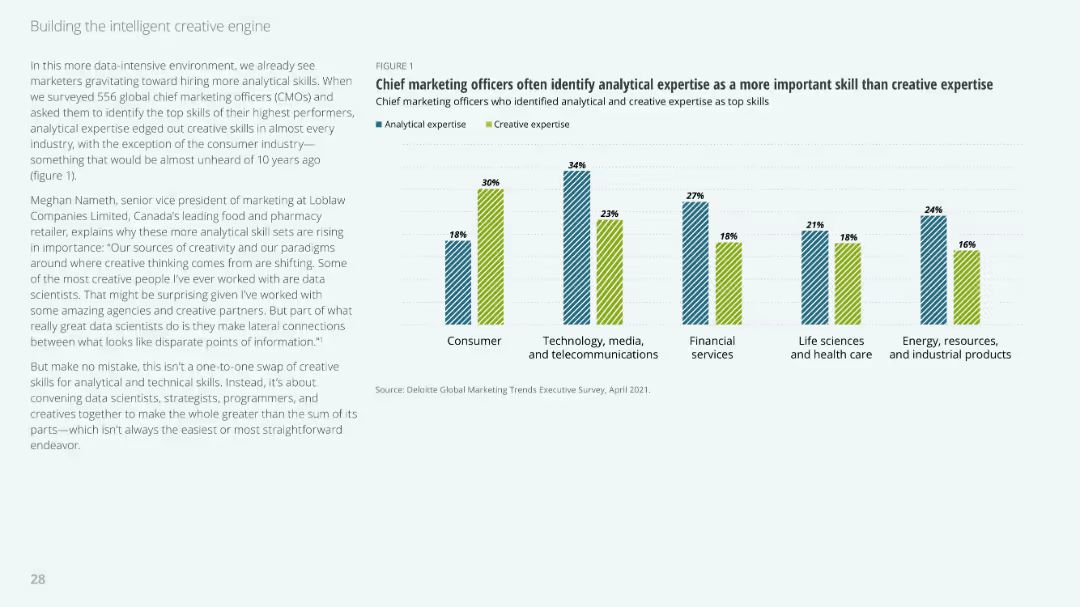 Building the intelligent creative engine
In this more data-intensive environment, we already see
marketers gravitating toward hiring more analytical skills. When
we surveyed 556 global chief marketing officers (CMOs) and
asked them to identify the top skills of their highest performers,
analytical expertise edged out creative skills in almost every
industry, with the exception of the consumer industry—
something that would be almost unheard of 10 years ago
(figure 1).
Meghan Nameth, senior vice president of marketing at Loblaw
Companies Limited, Canada's leading food and pharmacy
retailer, explains why these more analytical skill sets are rising
in importance: “Our sources of creativity and our paradigms
around where creative thinking comes from are shifting. Some
of the most creative people I've ever worked with are data
scientists. That might be surprising given I've worked with
some amazing agencies and creative partners. But part of what
really great data scientists do is they make lateral connections
between what looks like disparate points of information.”¹
But make no mistake, this isn't a one-to-one swap of creative
skills for analytical and technical skills. Instead, it's about
convening data scientists, strategists, programmers, and
creatives together to make the whole greater than the sum of its
parts—which isn't always the easiest or most straightforward
endeavor.
FIGURE 1
Chief marketing officers often identify analytical expertise as a more important skill than creative expertise
Chief marketing officers who identified analytical and creative expertise as top skills
Analytical expertise Creative expertise
18% 30% 34% 23% 27% 18% 21% 18% 24% 16%
Consumer Technology, media, Financial Life sciences Energy, resources,
and telecommunications services and health care and industrial products
Source: Deloitte Global Marketing Trends Executive Survey, April 2021.
28